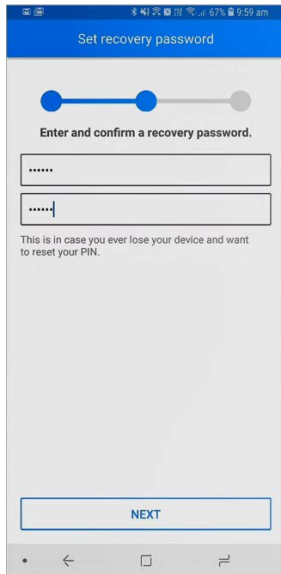 67% 9:59 am
Set recovery password
Enter and confirm a recovery password.
••••••
••••••
This is in case you ever lose your device and want
to reset your PIN.
NEXT